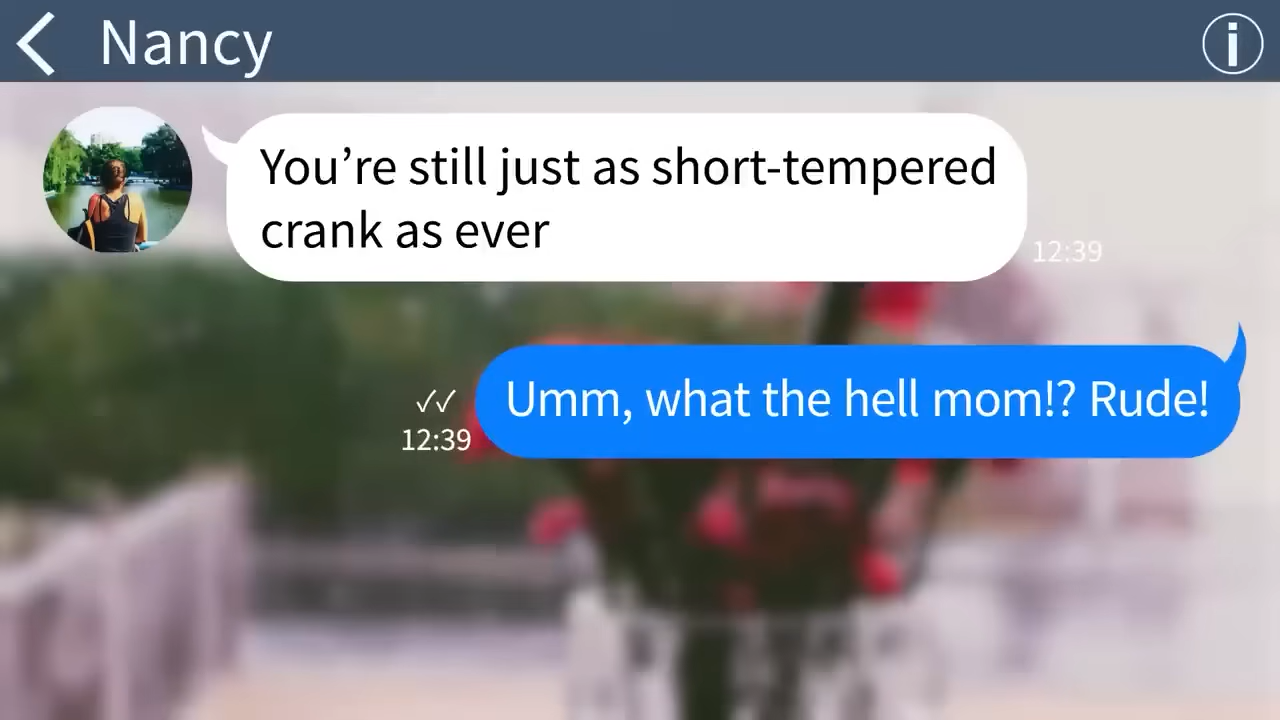 Nancy
You’re still just as short-tempered
crank as ever
12:39
Umm, what the hell mom!? Rude!
12:39